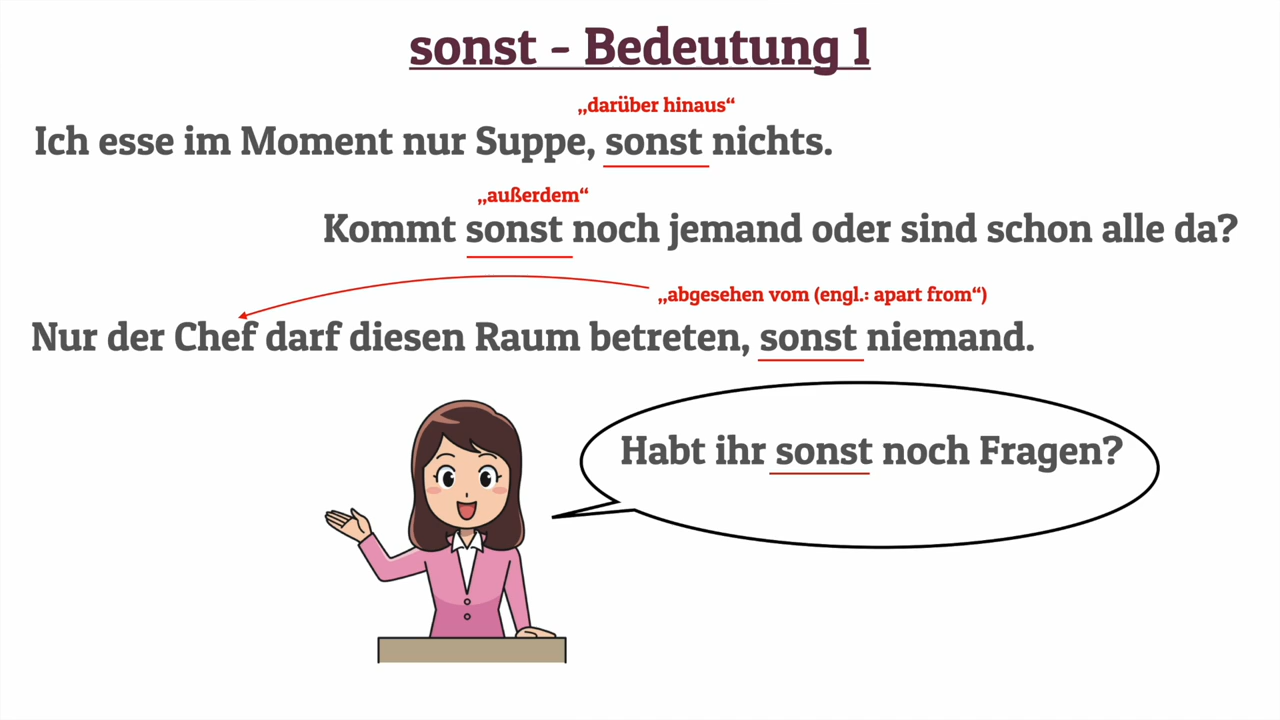 sonst - Bedeutung 1
„darüber hinaus“
Ich esse im Moment nur Suppe, sonst nichts.
„außerdem“
Kommt sonst noch jemand oder sind schon alle da?
„abgesehen vom (engl.: apart from“)
Nur der Chef darf diesen Raum betreten, sonst niemand.
Habt ihr sonst noch Fragen?